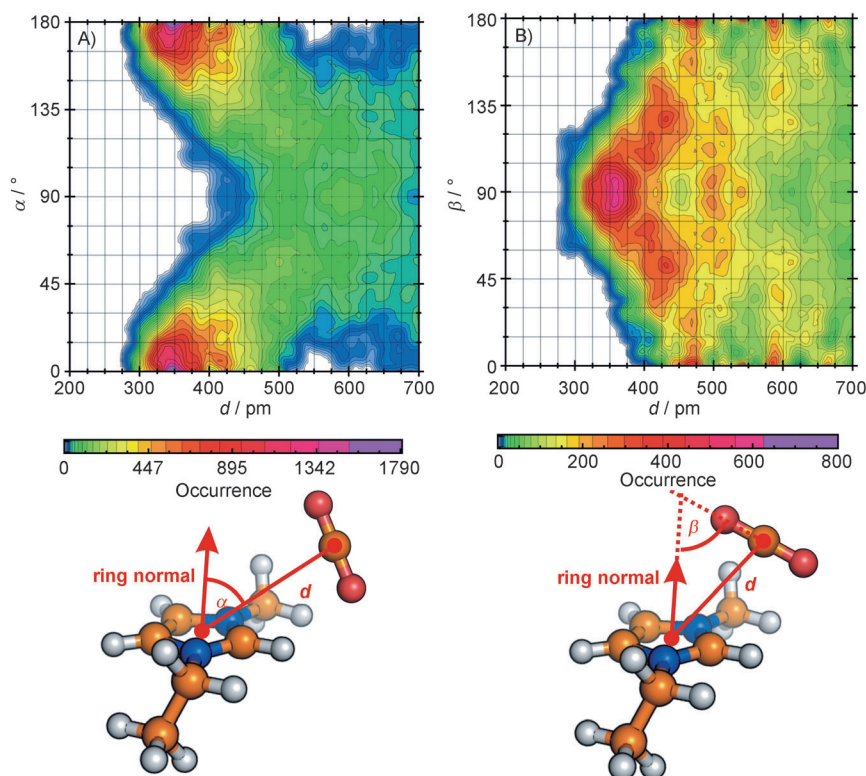 A)
180
135
90
45
0
α / °
200 300 400 500 600 700
d / pm
0 447 895 1342 1790
Occurrence
ring normal
α
d
B)
180
135
90
45
0
β / °
200 300 400 500 600 700
d / pm
0 200 400 600 800
Occurrence
ring normal
β
d